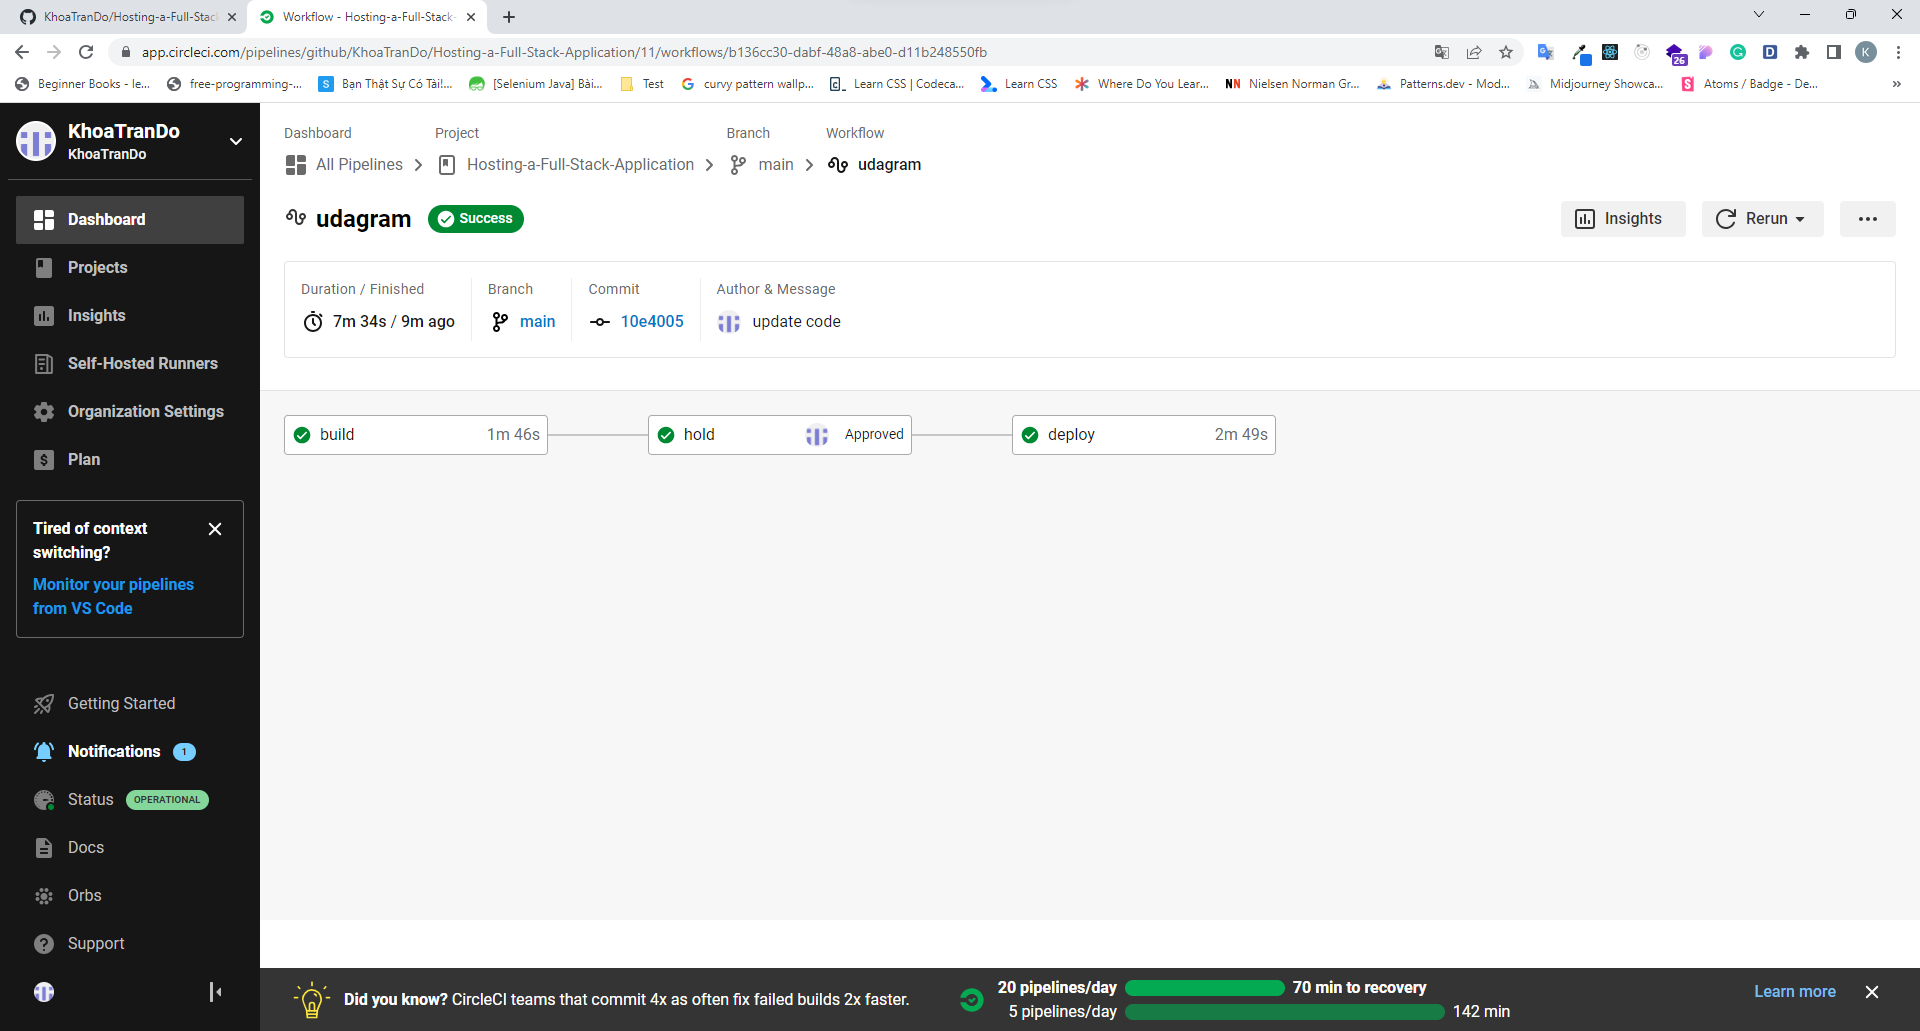 KhoaTranDo/Hosting-a-Full-Stac
Workflow - Hosting-a-Full-Stack-
app.circleci.com/pipelines/github/KhoaTranDo/Hosting-a-Full-Stack-Application/11/workflows/b136cc30-dabf-48a8-abe0-d11b248550fb
26
K
Beginner Books - le...
free-programming-...
Bạn Thật Sự Có Tài!...
[Selenium Java] Bài...
Test
curvy pattern wallp...
Learn CSS | Codeca...
Learn CSS
Where Do You Lear...
Nielsen Norman Gr...
Patterns.dev - Mod...
Midjourney Showca...
Atoms / Badge - De...
»
KhoaTranDo
KhoaTranDo
Dashboard
Projects
Insights
Self-Hosted Runners
Organization Settings
Plan
Tired of context
switching?
Monitor your pipelines
from VS Code
Getting Started
Notifications 1
Status OPERATIONAL
Docs
Orbs
Support
Dashboard Project Branch Workflow
All Pipelines Hosting-a-Full-Stack-Application main udagram
udagram Success
Insights Rerun
Duration / Finished Branch Commit Author & Message
7m 34s / 9m ago main 10e4005 update code
build 1m 46s hold Approved deploy 2m 49s
Did you know? CircleCI teams that commit 4x as often fix failed builds 2x faster.
20 pipelines/day 70 min to recovery
5 pipelines/day 142 min
Learn more